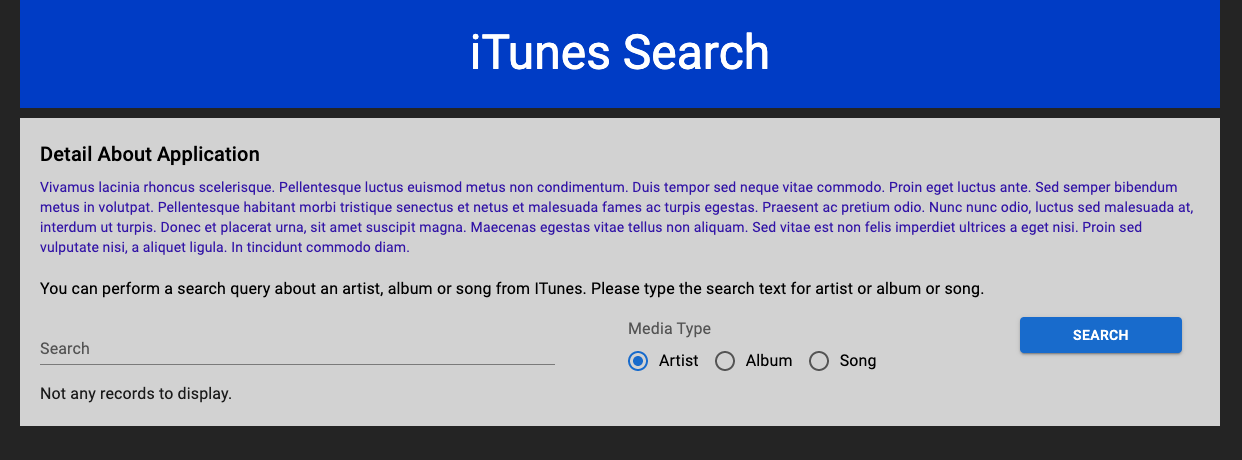 iTunes Search
Detail About Application
Vivamus lacinia rhoncus scelerisque. Pellentesque luctus euismod metus non condimentum. Duis tempor sed neque vitae commodo. Proin eget luctus ante. Sed semper bibendum
metus in volutpat. Pellentesque habitant morbi tristique senectus et netus et malesuada fames ac turpis egestas. Praesent ac pretium odio. Nunc nunc odio, luctus sed malesuada at,
interdum ut turpis. Donec et placerat urna, sit amet suscipit magna. Maecenas egestas vitae tellus non aliquam. Sed vitae est non felis imperdiet ultrices a eget nisi. Proin sed
vulputate nisi, a aliquet ligula. In tincidunt commodo diam.
You can perform a search query about an artist, album or song from ITunes. Please type the search text for artist or album or song.
Search
Media Type
Artist Album Song
SEARCH
Not any records to display.